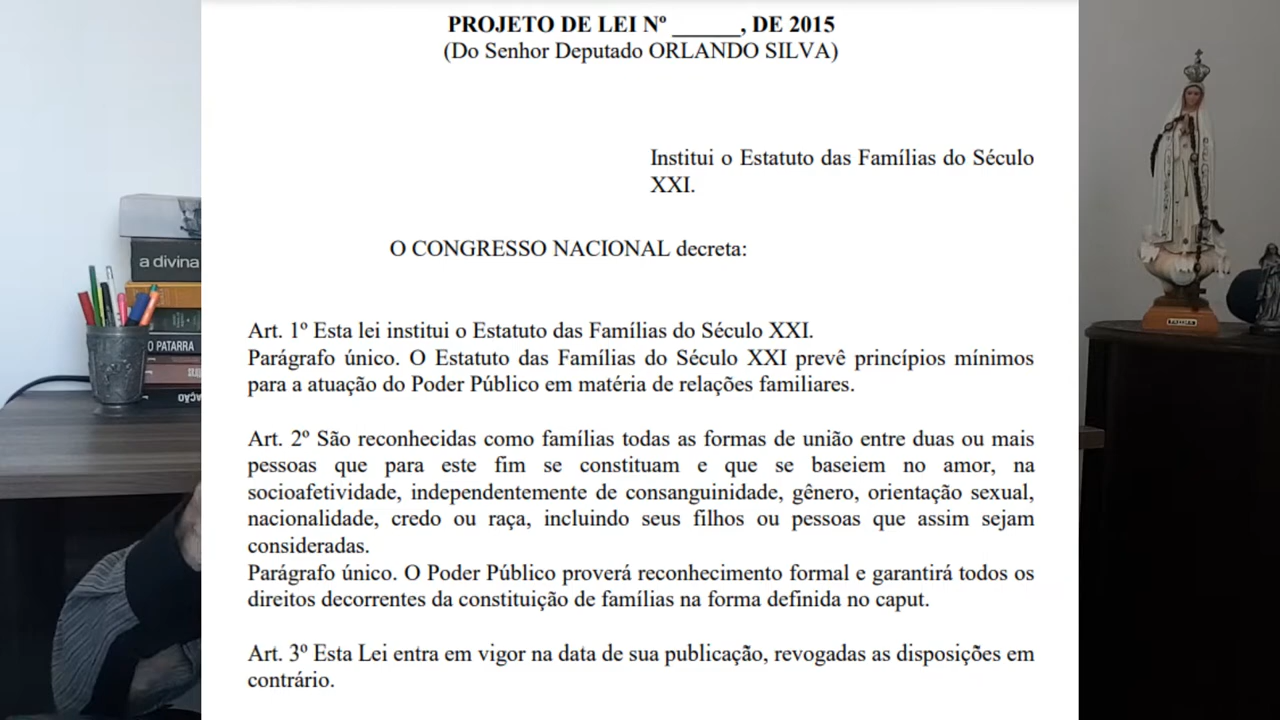 PROJETO DE LEI Nº ______, DE 2015
(Do Senhor Deputado ORLANDO SILVA)
Institui o Estatuto das Famílias do Século
XXI.
O CONGRESSO NACIONAL decreta:
Art. 1º Esta lei institui o Estatuto das Famílias do Século XXI.
Parágrafo único. O Estatuto das Famílias do Século XXI prevê princípios mínimos
para a atuação do Poder Público em matéria de relações familiares.
Art. 2º São reconhecidas como famílias todas as formas de união entre duas ou mais
pessoas que para este fim se constituam e que se baseiem no amor, na
socioafetividade, independentemente de consanguinidade, gênero, orientação sexual,
nacionalidade, credo ou raça, incluindo seus filhos ou pessoas que assim sejam
consideradas.
Parágrafo único. O Poder Público proverá reconhecimento formal e garantirá todos os
direitos decorrentes da constituição de famílias na forma definida no caput.
Art. 3º Esta Lei entra em vigor na data de sua publicação, revogadas as disposições em
contrário.
a divina
O PATARRA